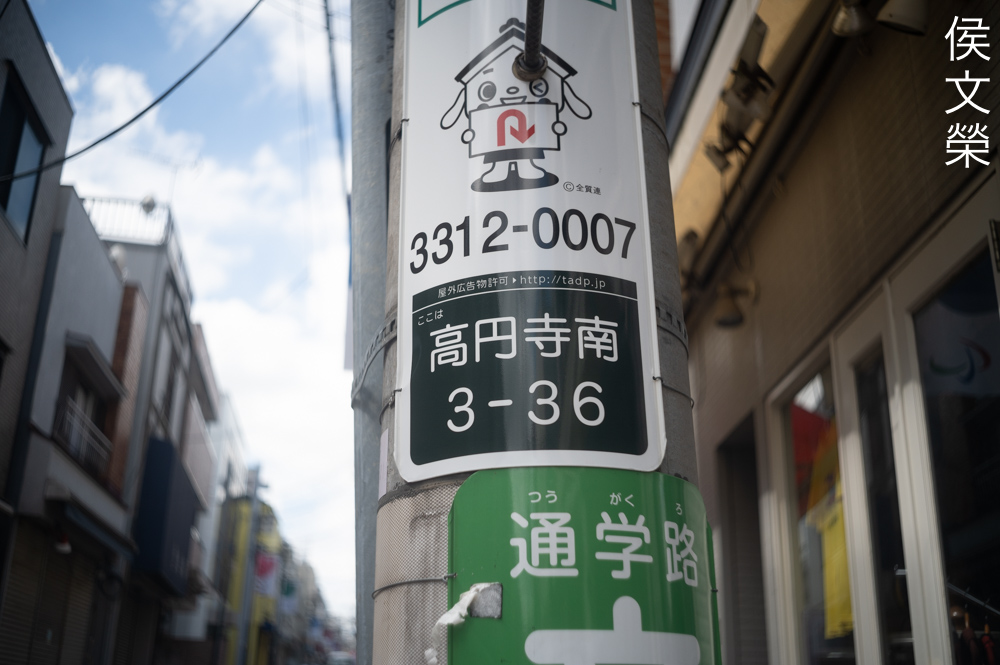 ©全質連
3312-0007
屋外広告物許可▶http://tadp.jp
ここは
高円寺南
3-36
つうがくろ
通学路
侯文榮